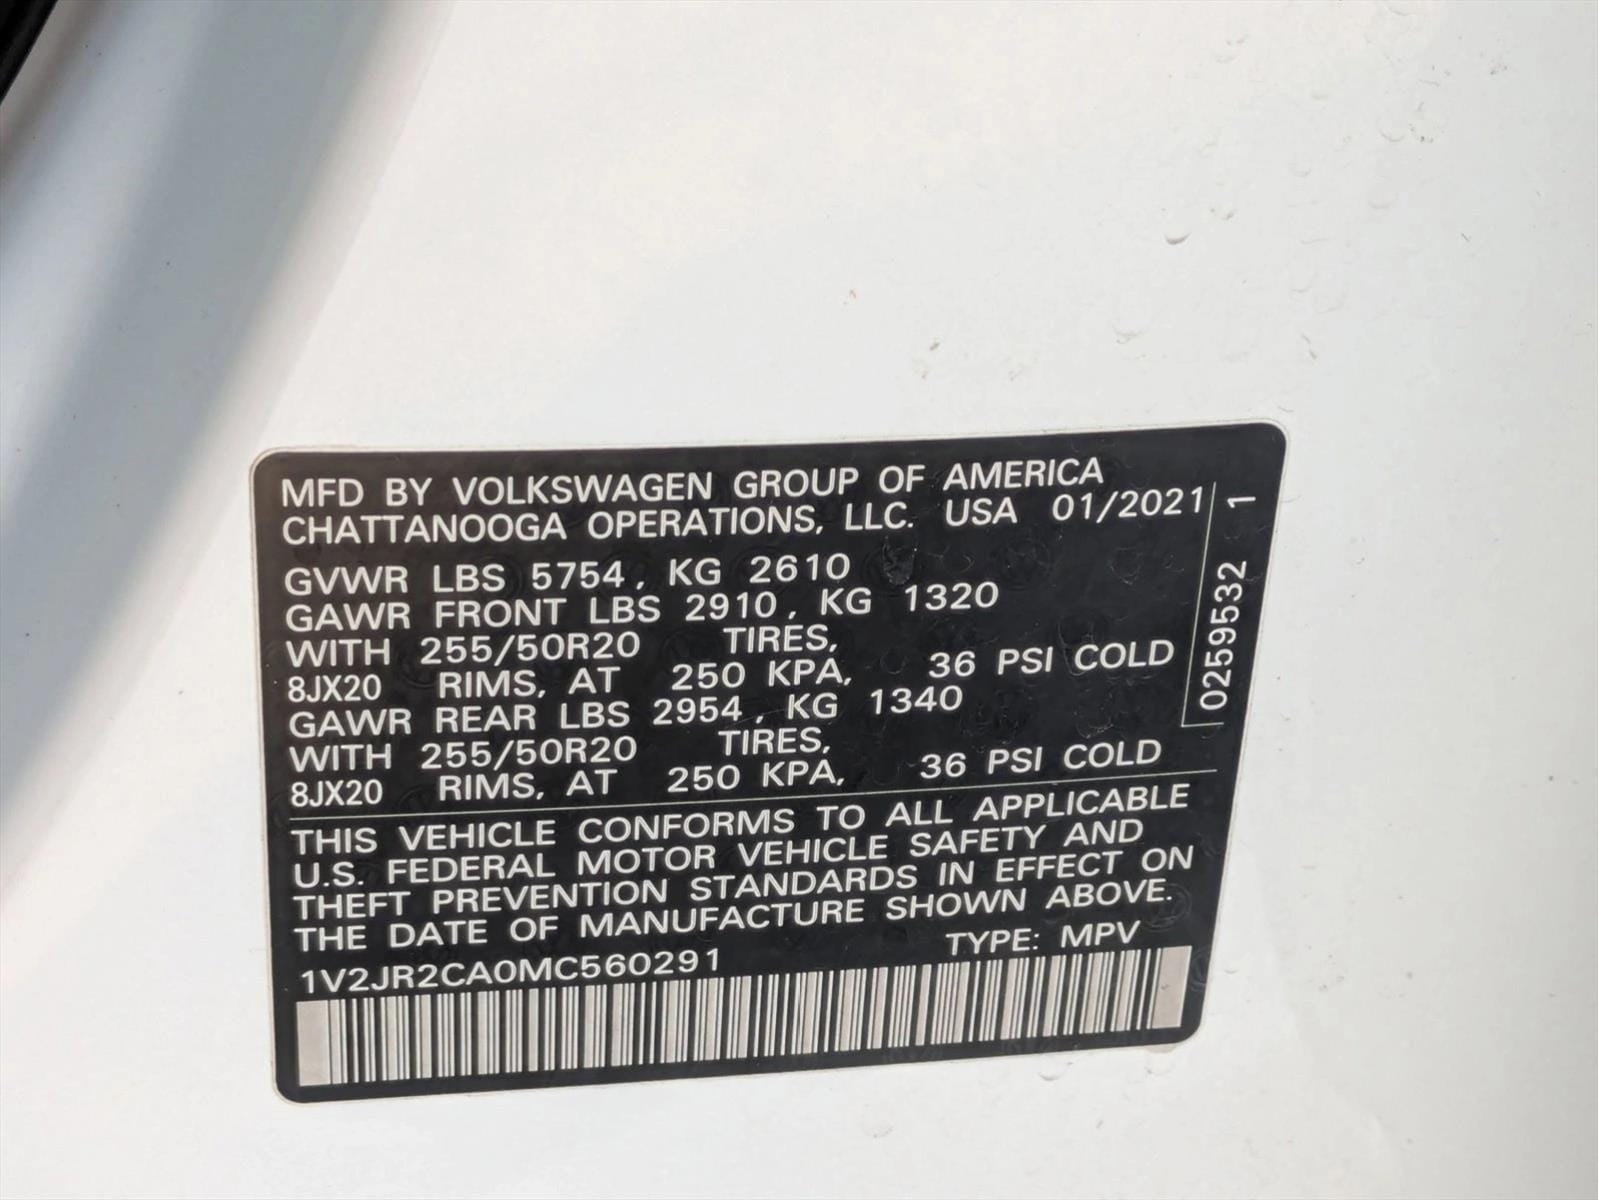 MFD BY VOLKSWAGEN GROUP OF AMERICA
CHATTANOOGA OPERATIONS, LLC. USA 01/2021
GVWR LBS 5754, KG 2610
GAWR FRONT LBS 2910, KG 1320
WITH 255/50R20 TIRES,
8JX20 RIMS, AT 250 KPA, 36 PSI COLD
GAWR REAR LBS 2954, KG 1340
WITH 255/50R20 TIRES,
8JX20 RIMS, AT 250 KPA, 36 PSI COLD
0259532 1
THIS VEHICLE CONFORMS TO ALL APPLICABLE
U.S. FEDERAL MOTOR VEHICLE SAFETY AND
THEFT PREVENTION STANDARDS IN EFFECT ON
THE DATE OF MANUFACTURE SHOWN ABOVE.
1V2JR2CA0MC560291 TYPE: MPV